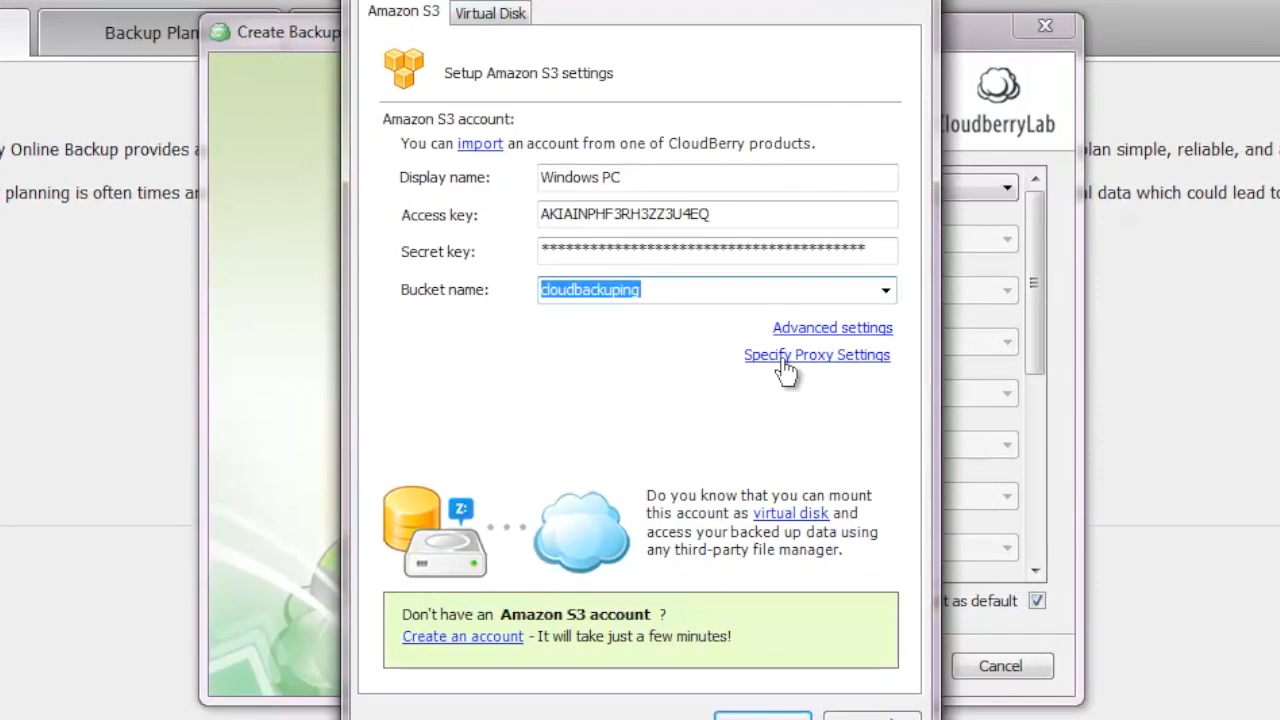 Amazon S3
Virtual Disk
Backup Plan
Create Backup
Setup Amazon S3 settings
CloudberryLab
Amazon S3 account:
You can import an account from one of CloudBerry products.
y Online Backup provides a
plan simple, reliable, and a
Display name: Windows PC
planning is often times a
al data which could lead to
Access key: AKIAINPHF3RH3ZZ3U4EQ
Secret key: ****************************************
Bucket name: cloudbackuping
Advanced settings
Specify Proxy Settings
Z:
Do you know that you can mount
this account as virtual disk and
access your backed up data using
any third-party file manager.
t as default
Don't have an Amazon S3 account ?
Create an account - It will take just a few minutes!
Cancel